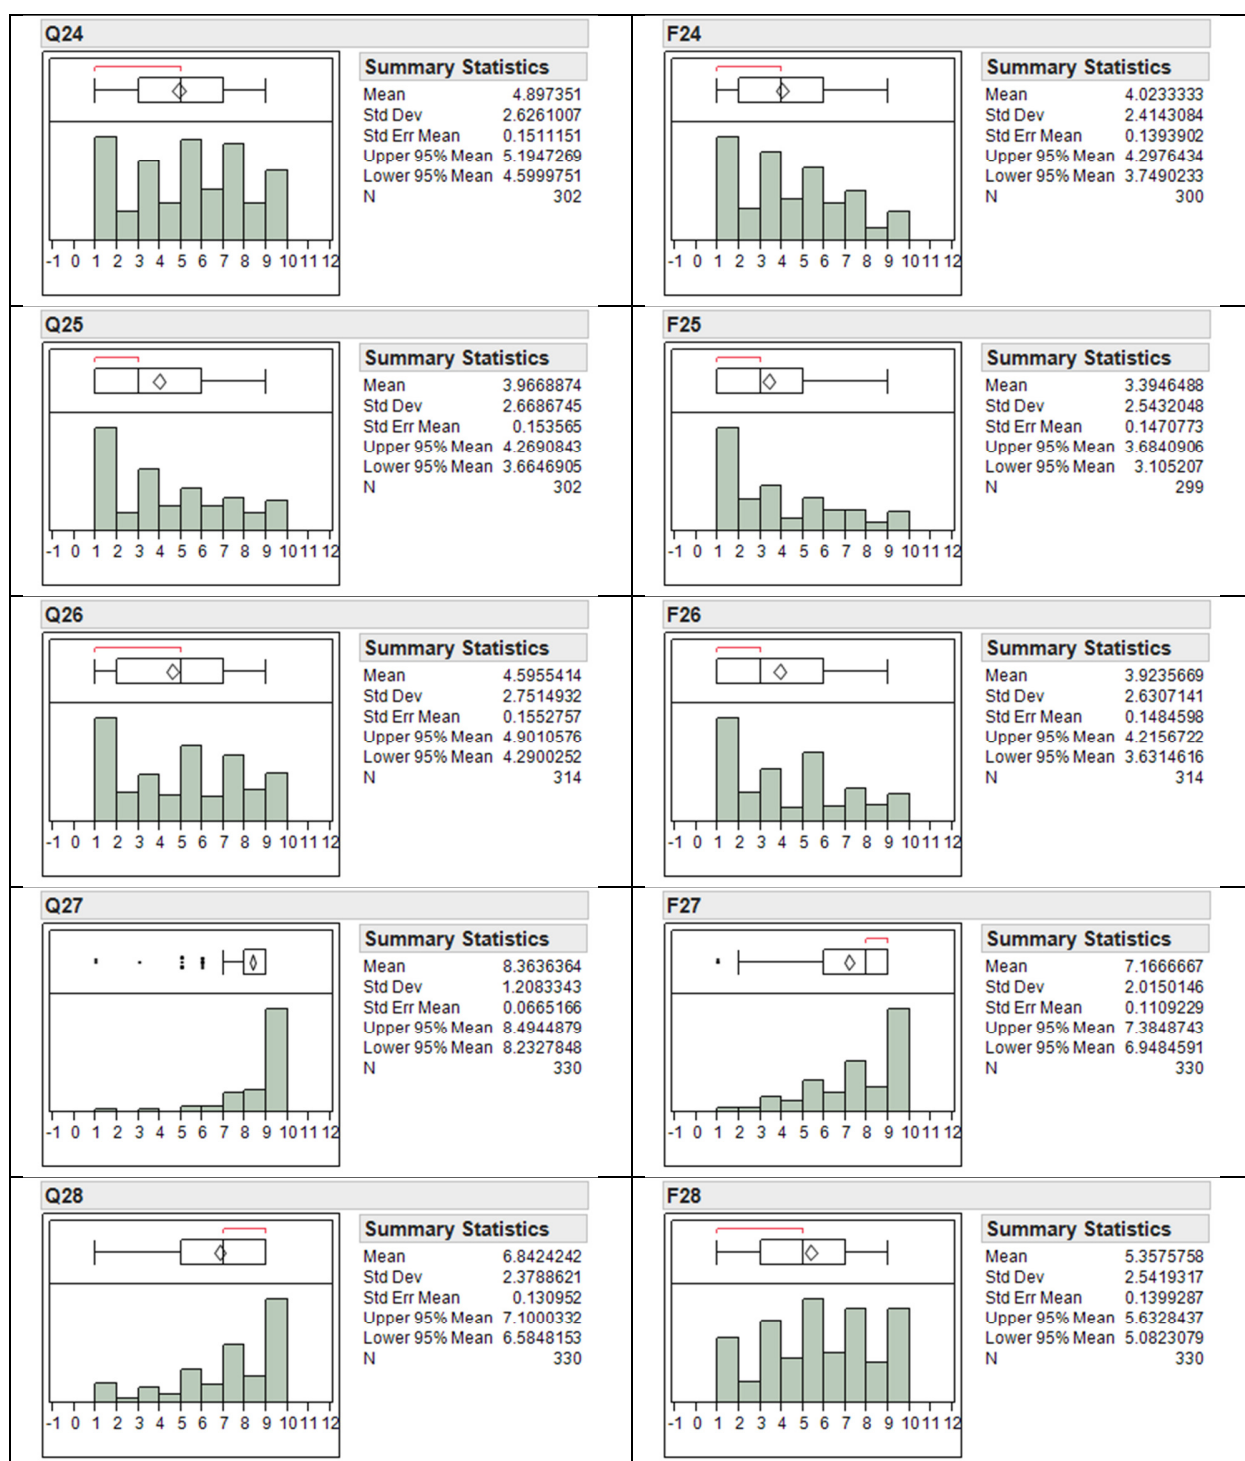 Q24
Summary Statistics
Mean 4.897351
Std Dev 2.6261007
Std Err Mean 0.1511151
Upper 95% Mean 5.1947269
Lower 95% Mean 4.5999751
N 302
-1 0 1 2 3 4 5 6 7 8 9 10 11 12
F24
Summary Statistics
Mean 4.0233333
Std Dev 2.4143084
Std Err Mean 0.1393902
Upper 95% Mean 4.2976434
Lower 95% Mean 3.7490233
N 300
-1 0 1 2 3 4 5 6 7 8 9 10 11 12
Q25
Summary Statistics
Mean 3.9668874
Std Dev 2.6686745
Std Err Mean 0.153565
Upper 95% Mean 4.2690843
Lower 95% Mean 3.6646905
N 302
-1 0 1 2 3 4 5 6 7 8 9 10 11 12
F25
Summary Statistics
Mean 3.3946488
Std Dev 2.5432048
Std Err Mean 0.1470773
Upper 95% Mean 3.6840906
Lower 95% Mean 3.105207
N 299
-1 0 1 2 3 4 5 6 7 8 9 10 11 12
Q26
Summary Statistics
Mean 4.5955414
Std Dev 2.7514932
Std Err Mean 0.1552757
Upper 95% Mean 4.9010576
Lower 95% Mean 4.2900252
N 314
-1 0 1 2 3 4 5 6 7 8 9 10 11 12
F26
Summary Statistics
Mean 3.9235669
Std Dev 2.6307141
Std Err Mean 0.1484598
Upper 95% Mean 4.2156722
Lower 95% Mean 3.6314616
N 314
-1 0 1 2 3 4 5 6 7 8 9 10 11 12
Q27
Summary Statistics
Mean 8.3636364
Std Dev 1.2083343
Std Err Mean 0.0665166
Upper 95% Mean 8.4944879
Lower 95% Mean 8.2327848
N 330
-1 0 1 2 3 4 5 6 7 8 9 10 11 12
F27
Summary Statistics
Mean 7.1666667
Std Dev 2.0150146
Std Err Mean 0.1109229
Upper 95% Mean 7.3848743
Lower 95% Mean 6.9484591
N 330
-1 0 1 2 3 4 5 6 7 8 9 10 11 12
Q28
Summary Statistics
Mean 6.8424242
Std Dev 2.3788621
Std Err Mean 0.130952
Upper 95% Mean 7.1000332
Lower 95% Mean 6.5848153
N 330
-1 0 1 2 3 4 5 6 7 8 9 10 11 12
F28
Summary Statistics
Mean 5.3575758
Std Dev 2.5419317
Std Err Mean 0.1399287
Upper 95% Mean 5.6328437
Lower 95% Mean 5.0823079
N 330
-1 0 1 2 3 4 5 6 7 8 9 10 11 12